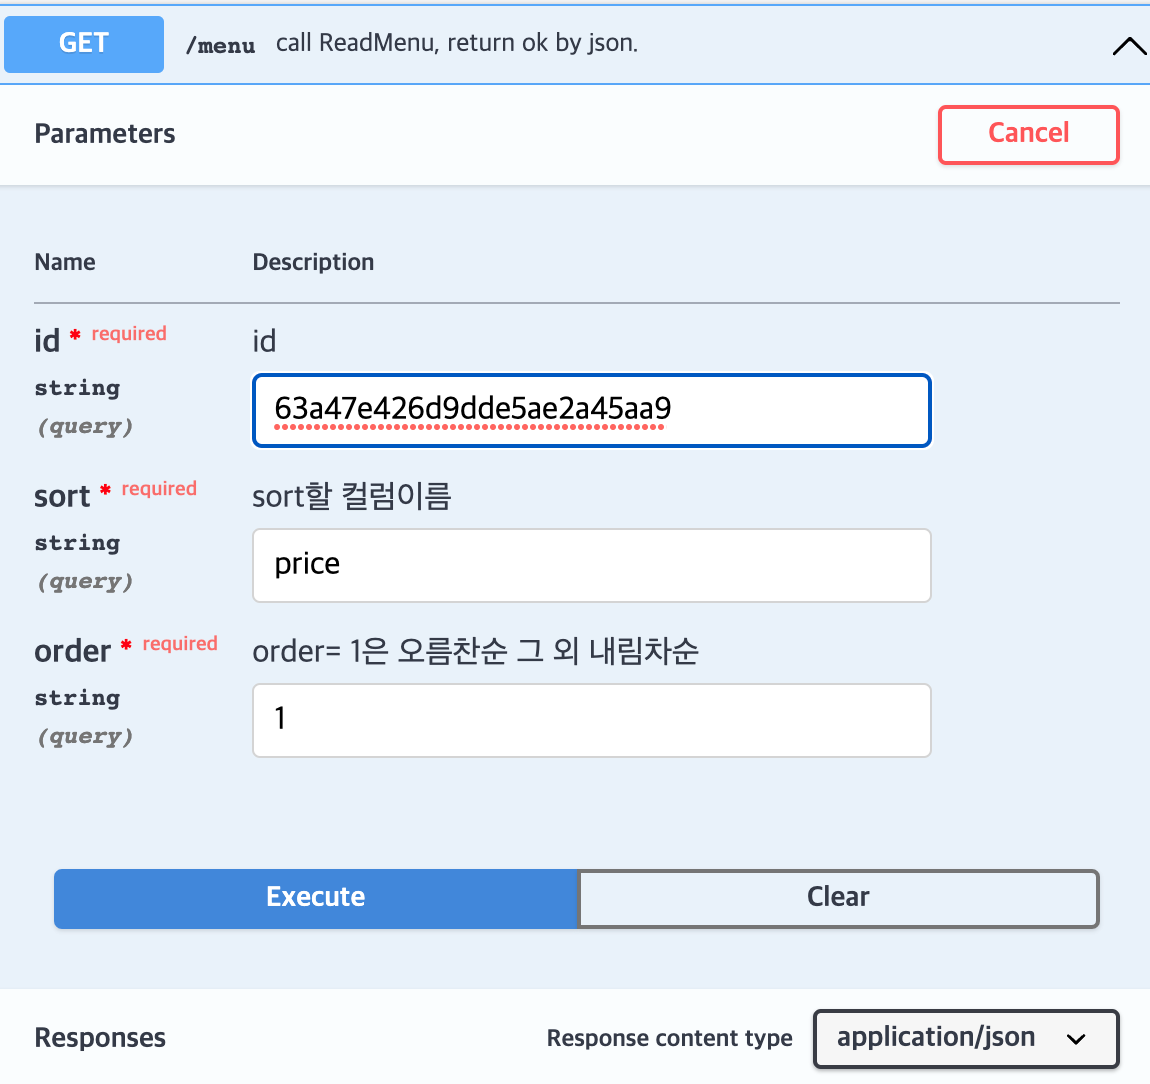 GET /menu call ReadMenu, return ok by json.
Parameters Cancel
Name Description
id * required id
string
(query)
63a47e426d9dde5ae2a45aa9
sort * required sort할 컬럼이름
string
(query)
price
order * required order= 1은 오름찬순 그 외 내림차순
string
(query)
1
Execute Clear
Responses Response content type application/json